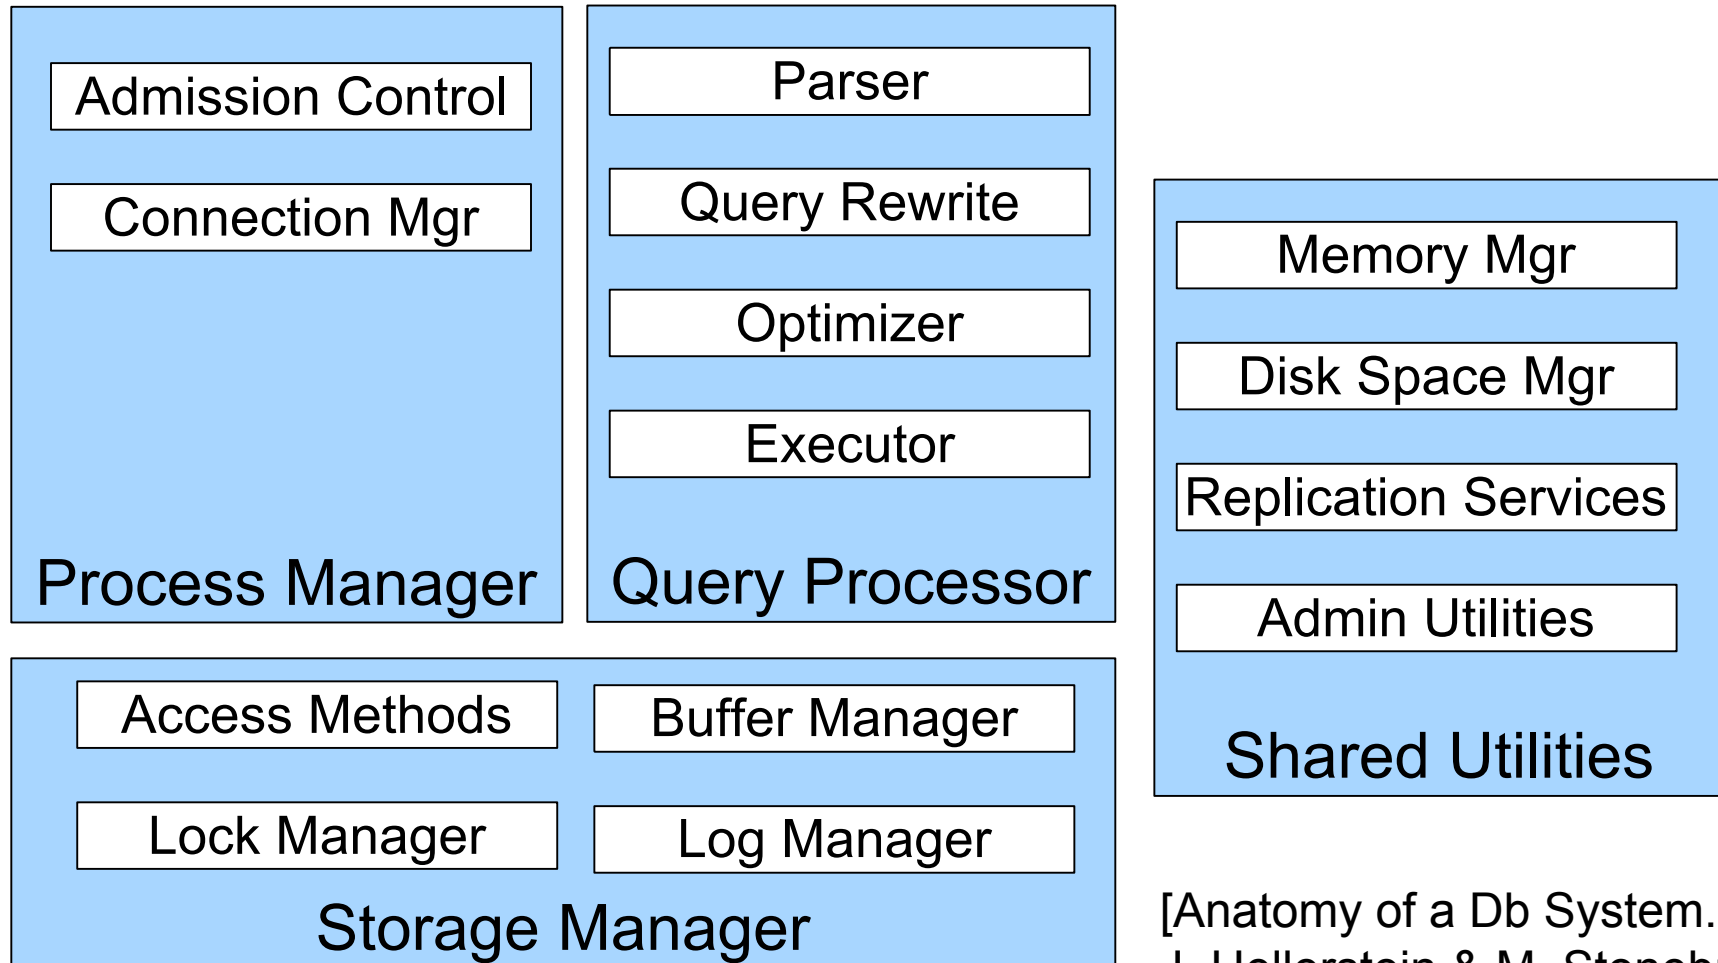 Admission Control
Connection Mgr
Process Manager
Parser
Query Rewrite
Optimizer
Executor
Query Processor
Memory Mgr
Disk Space Mgr
Replication Services
Admin Utilities
Shared Utilities
Access Methods
Buffer Manager
Lock Manager
Log Manager
Storage Manager
[Anatomy of a Db System.
Hellerstein & M.